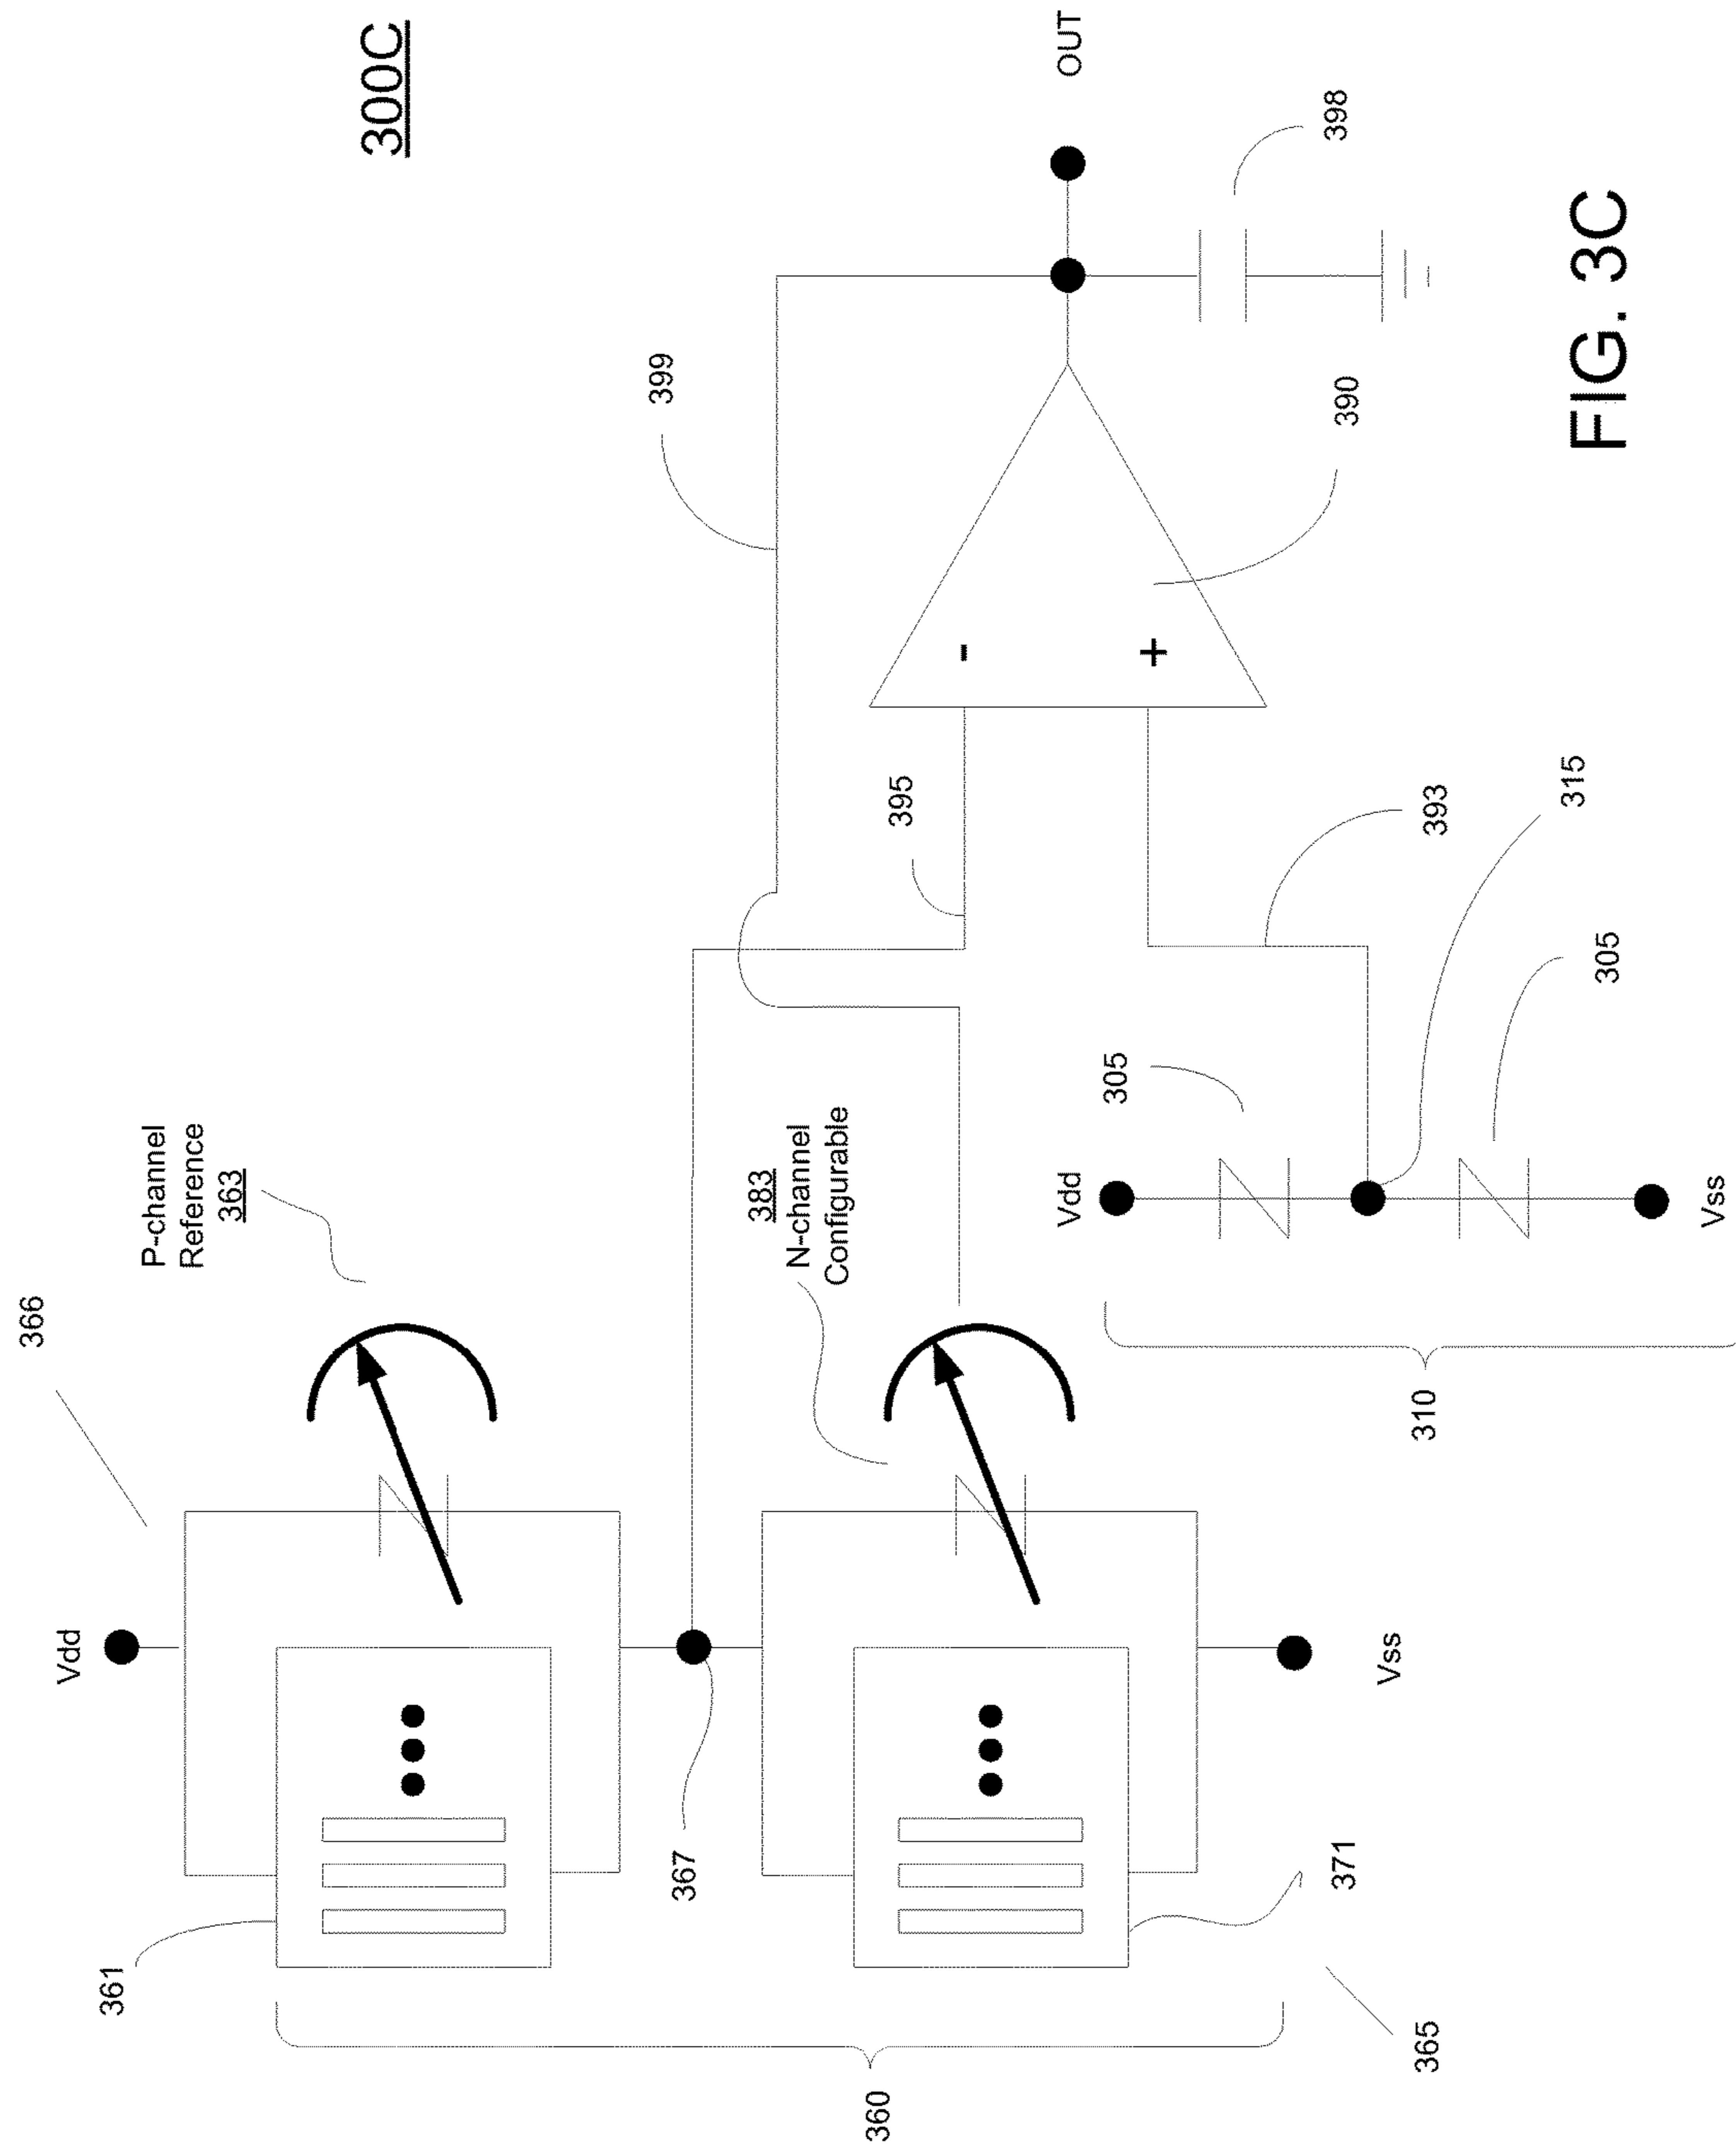 300C
366
Vdd
P-channel
Reference
363
361
399
OUT
367
395
398
383
N-channel
Configurable
-
+
390
371
Vss
360
365
305
Vdd
393
315
310
305
Vss
FIG. 3C